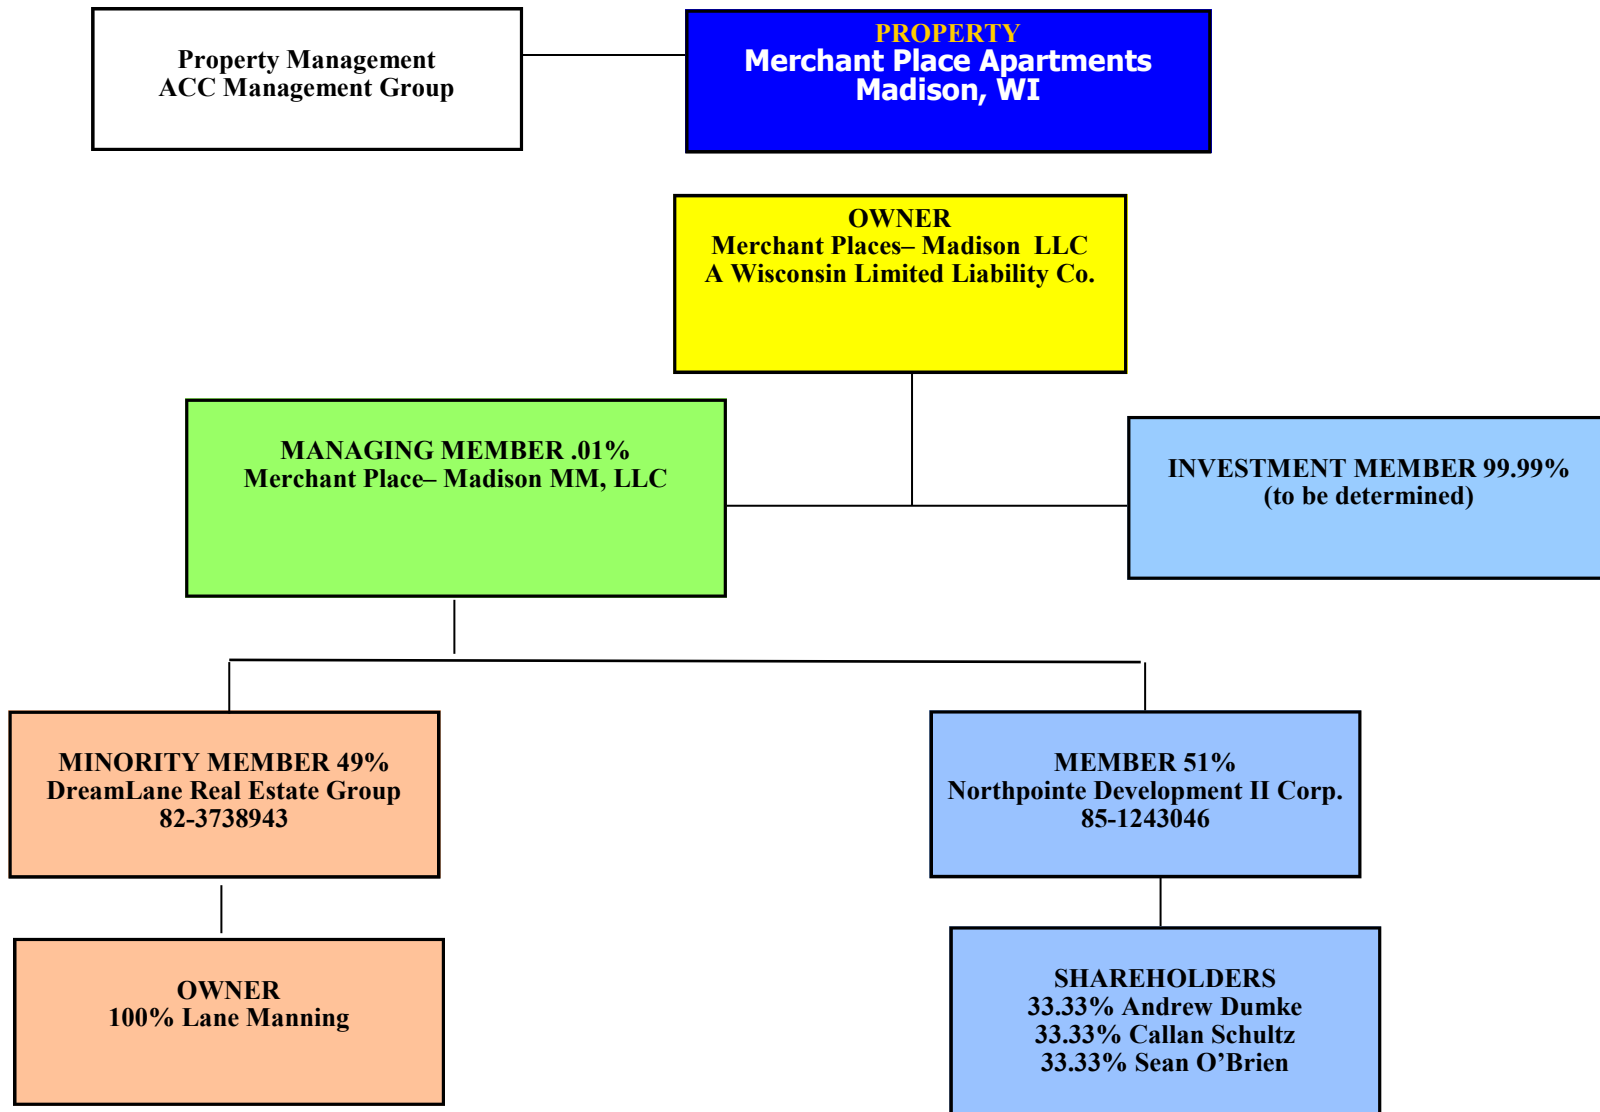 Property Management
ACC Management Group
PROPERTY
Merchant Place Apartments
Madison, WI
OWNER
Merchant Places– Madison LLC
A Wisconsin Limited Liability Co.
MANAGING MEMBER .01%
Merchant Place– Madison MM, LLC
INVESTMENT MEMBER 99.99%
(to be determined)
MINORITY MEMBER 49%
DreamLane Real Estate Group
82-3738943
MEMBER 51%
Northpointe Development II Corp.
85-1243046
OWNER
100% Lane Manning
SHAREHOLDERS
33.33% Andrew Dumke
33.33% Callan Schultz
33.33% Sean O’Brien